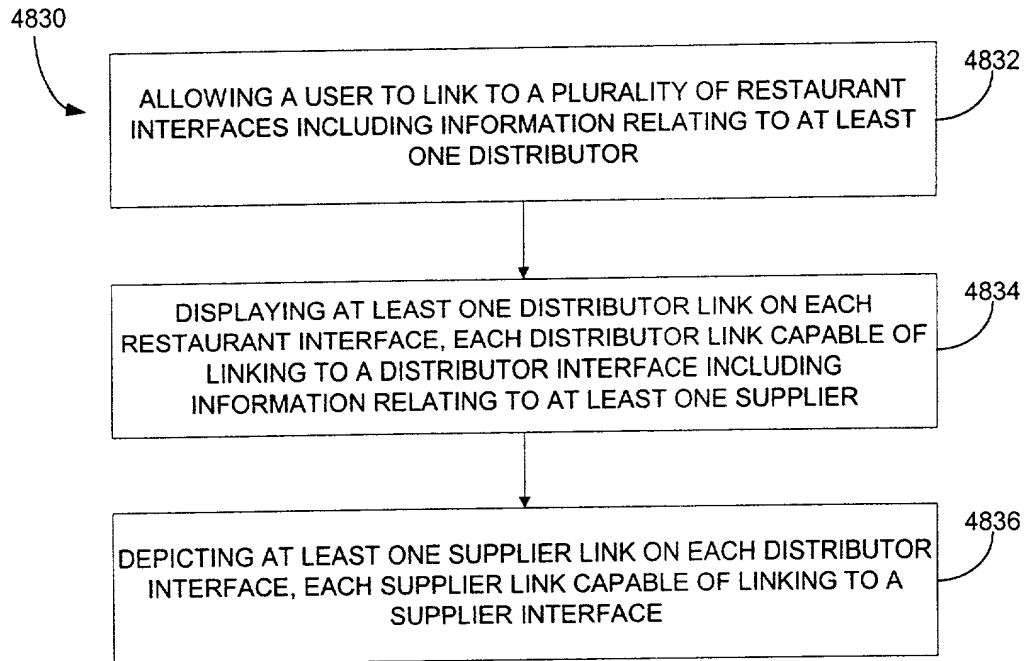 4830
4832
ALLOWING A USER TO LINK TO A PLURALITY OF RESTAURANT
INTERFACES INCLUDING INFORMATION RELATING TO AT LEAST
ONE DISTRIBUTOR
4834
DISPLAYING AT LEAST ONE DISTRIBUTOR LINK ON EACH
RESTAURANT INTERFACE, EACH DISTRIBUTOR LINK CAPABLE OF
LINKING TO A DISTRIBUTOR INTERFACE INCLUDING
INFORMATION RELATING TO AT LEAST ONE SUPPLIER
4836
DEPICTING AT LEAST ONE SUPPLIER LINK ON EACH DISTRIBUTOR
INTERFACE, EACH SUPPLIER LINK CAPABLE OF LINKING TO A
SUPPLIER INTERFACE